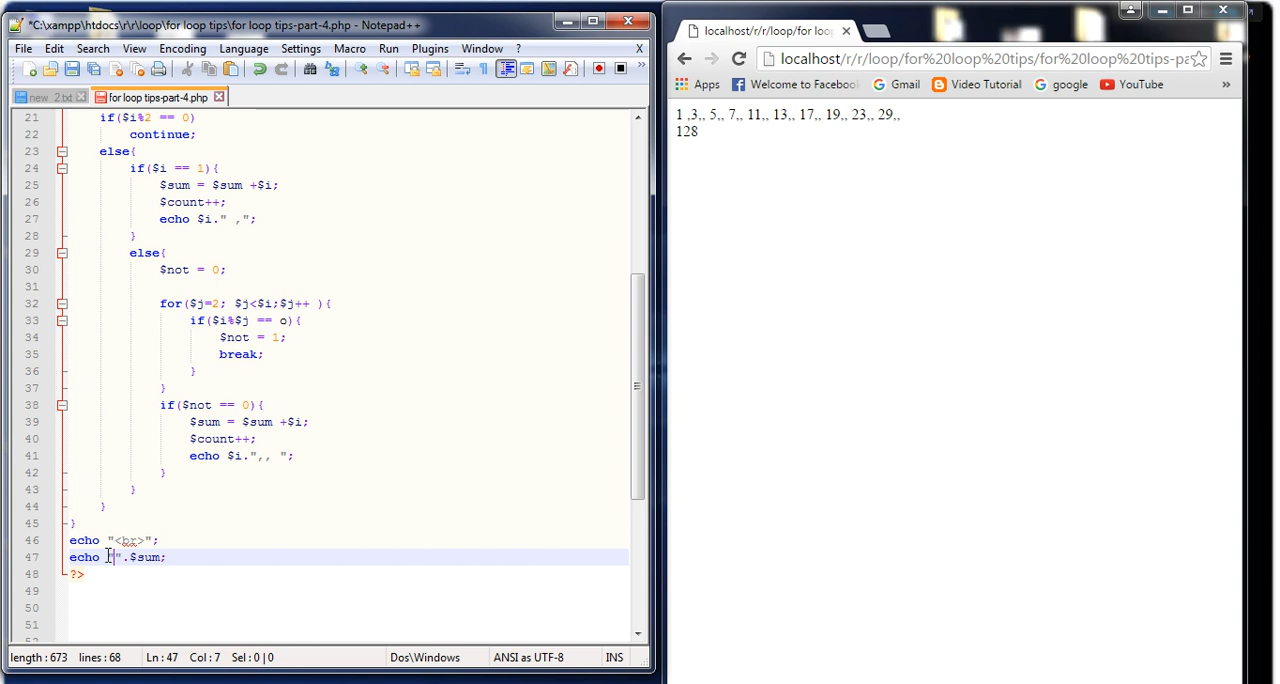 *C:\xampp\htdocs\r\r\loop\for loop tips\for loop tips-part-4.php - Notepad++
File Edit Search View Encoding Language Settings Macro Run Plugins Window ? X
new 2.txt for loop tips-part-4.php
21 if($i%2 == 0)
22 continue;
23 else{
24 if($i == 1){
25 $sum = $sum +$i;
26 $count++;
27 echo $i." ,";
28 }
29 else{
30 $not = 0;
31
32 for($j=2; $j<$i;$j++ ){
33 if($i%$j == o){
34 $not = 1;
35 break;
36 }
37 }
38 if($not == 0){
39 $sum = $sum +$i;
40 $count++;
41 echo $i.",, ";
42 }
43 }
44 }
45 }
46 echo "<br>";
47 echo "".$sum;
48 ?>
49
50
51
length : 673 lines : 68 Ln : 47 Col : 7 Sel : 0 | 0 Dos\Windows ANSI as UTF-8 INS
localhost/r/r/loop/for loo
localhost/r/r/loop/for%20loop%20tips/for%20loop%20tips-pa
Apps Welcome to Facebook Gmail Video Tutorial google YouTube »
1 ,3,, 5,, 7,, 11,, 13,, 17,, 19,, 23,, 29,,
128